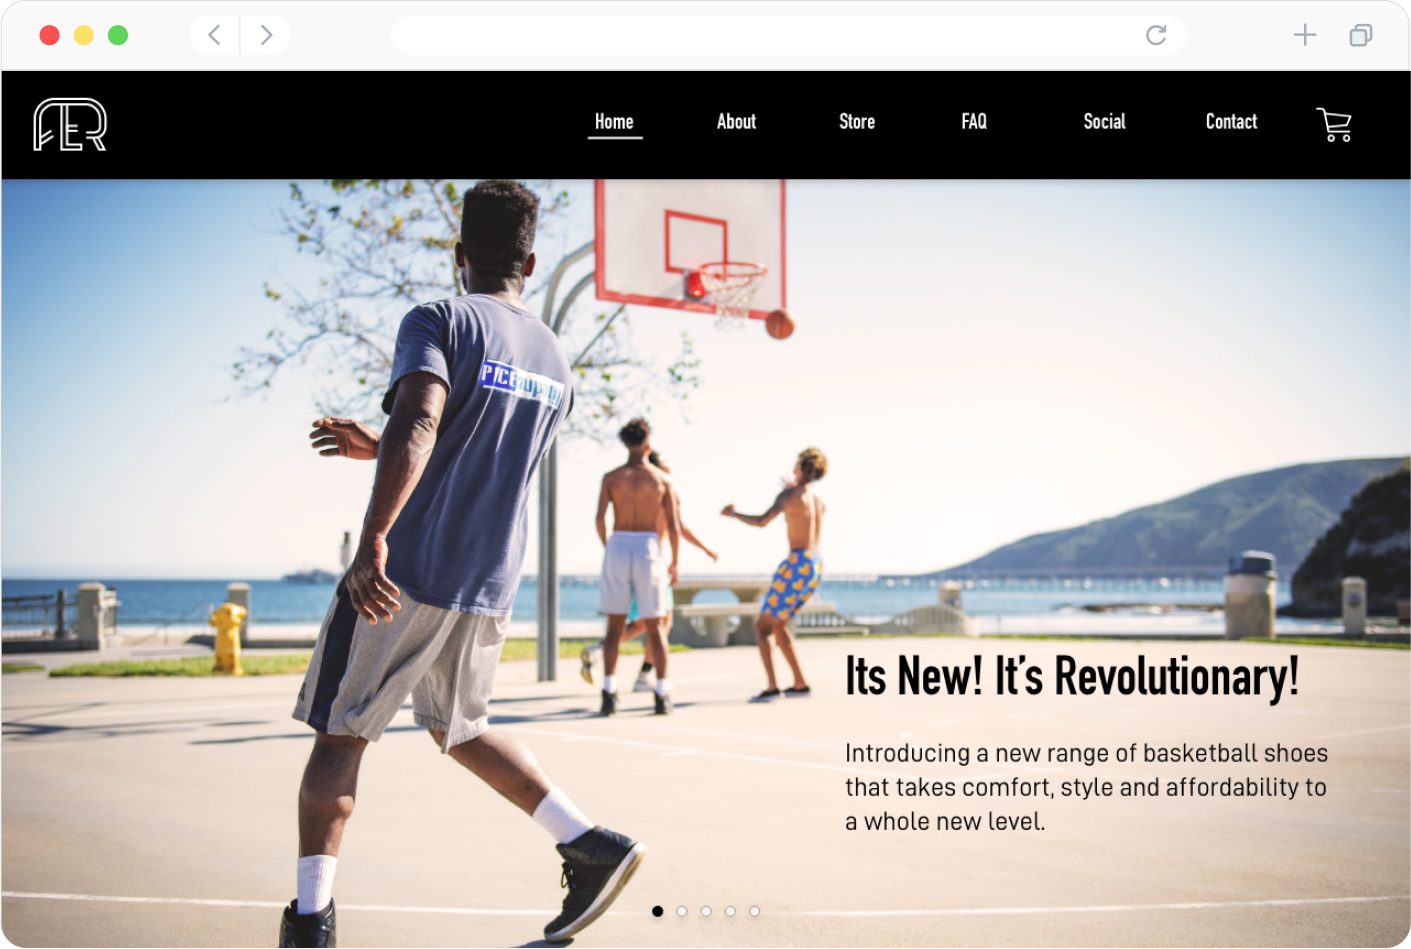 AER
Home About Store FAQ Social Contact
Its New! It’s Revolutionary!
Introducing a new range of basketball shoes
that takes comfort, style and affordability to
a whole new level.